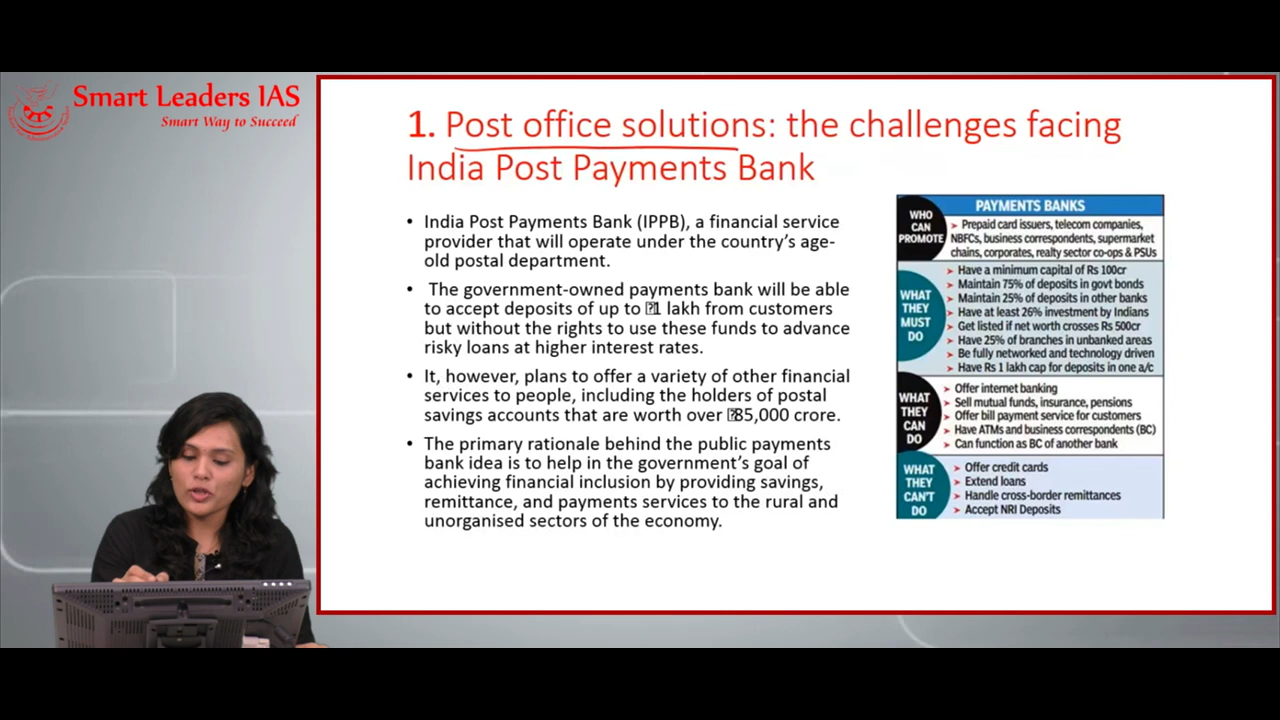 Smart Leaders IAS
Smart Way to Succeed
1. Post office solutions: the challenges facing
India Post Payments Bank
• India Post Payments Bank (IPPB), a financial service
provider that will operate under the country's age-
old postal department.
• The government-owned payments bank will be able
to accept deposits of up to 1 lakh from customers
but without the rights to use these funds to advance
risky loans at higher interest rates.
• It, however, plans to offer a variety of other financial
services to people, including the holders of postal
savings accounts that are worth over 85,000 crore.
• The primary rationale behind the public payments
bank idea is to help in the government's goal of
achieving financial inclusion by providing savings,
remittance, and payments services to the rural and
unorganised sectors of the economy.
PAYMENTS BANKS
WHO
CAN
PROMOTE
➤ Prepaid card issuers, telecom companies,
NBFCs, business correspondents, supermarket
chains, corporates, realty sector co-ops & PSUs
WHAT
THEY
MUST
DO
➤ Have a minimum capital of Rs 100cr
➤ Maintain 75% of deposits in govt bonds
➤ Maintain 25% of deposits in other banks
➤ Have at least 26% investment by Indians
➤ Get listed if net worth crosses Rs 500cr
➤ Have 25% of branches in unbanked areas
➤ Be fully networked and technology driven
➤ Have Rs 1 lakh cap for deposits in one a/c
WHAT
THEY
CAN
DO
➤ Offer internet banking
➤ Sell mutual funds, insurance, pensions
➤ Offer bill payment service for customers
➤ Have ATMs and business correspondents (BC)
➤ Can function as BC of another bank
WHAT
THEY
CAN'T
DO
➤ Offer credit cards
➤ Extend loans
➤ Handle cross-border remittances
➤ Accept NRI Deposits